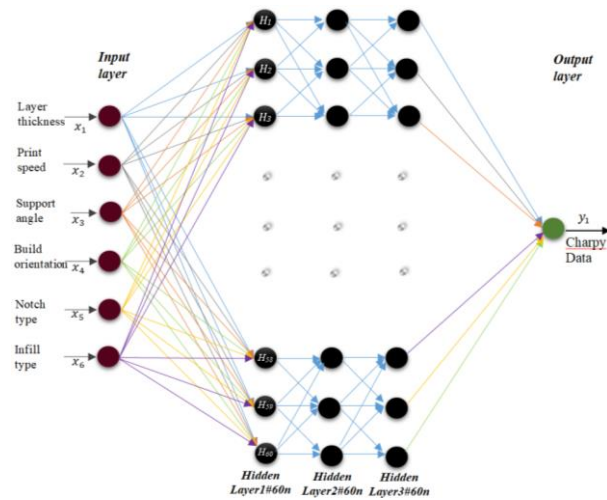 Input
layer
Output
layer
Layer
thickness
x₁
Print
speed
x₂
Support
angle
x₃
Build
orientation
x₄
Notch
type
x₅
Infill
type
x₆
H₁
H₂
H₃
H₅₈
H₅₉
H₆₀
y₁
Charpy
Data
Hidden
Layer1#60n
Hidden
Layer2#60n
Hidden
Layer3#60n